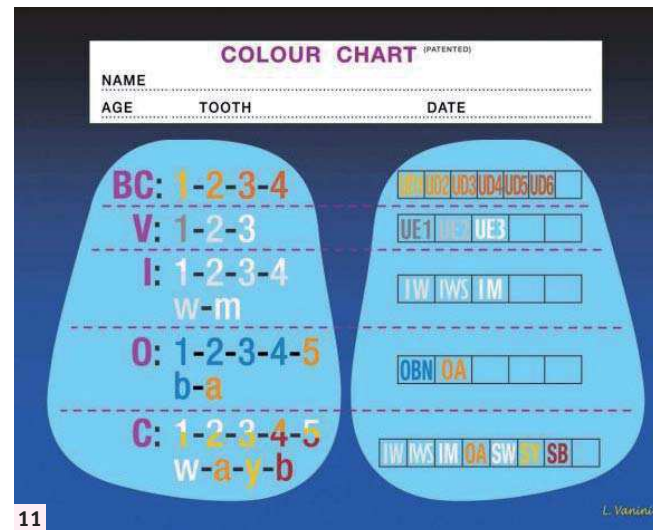 COLOUR CHART (PATENTED)
NAME
AGE TOOTH DATE
BC: 1-2-3-4
UD1 UD2 UD3 UD4 UD5 UD6
V: 1-2-3
UE1 UE2 UE3
I: 1-2-3-4
w-m
IW IWS IM
O: 1-2-3-4-5
b-a
OBN OA
C: 1-2-3-4-5
w-a-y-b
IW IWS IM OA SW SY SB
11
L. Vanini